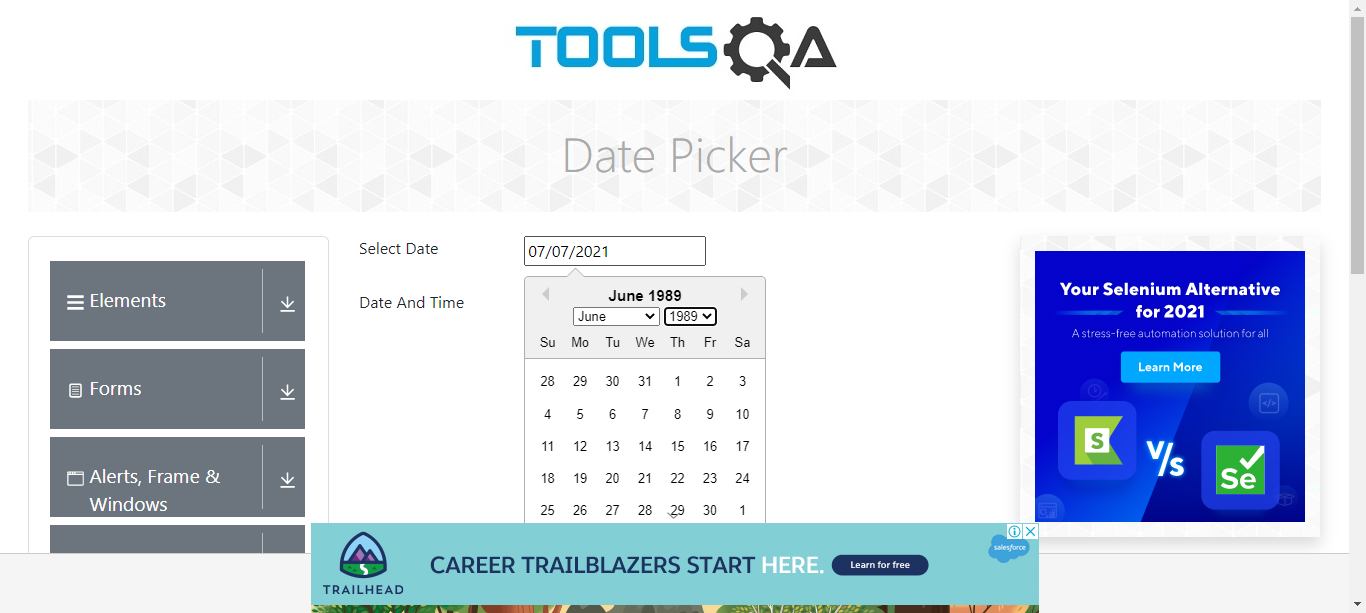 TOOLSQA
Date Picker
Elements
Forms
Alerts, Frame &
Windows
Select Date
07/07/2021
Date And Time
June 1989
June 1989
Su Mo Tu We Th Fr Sa
28 29 30 31 1 2 3
4 5 6 7 8 9 10
11 12 13 14 15 16 17
18 19 20 21 22 23 24
25 26 27 28 29 30 1
Your Selenium Alternative
for 2021
A stress-free automation solution for all
Learn More
S
V/s
Se
TRAILHEAD
CAREER TRAILBLAZERS START HERE.
Learn for free
salesforce